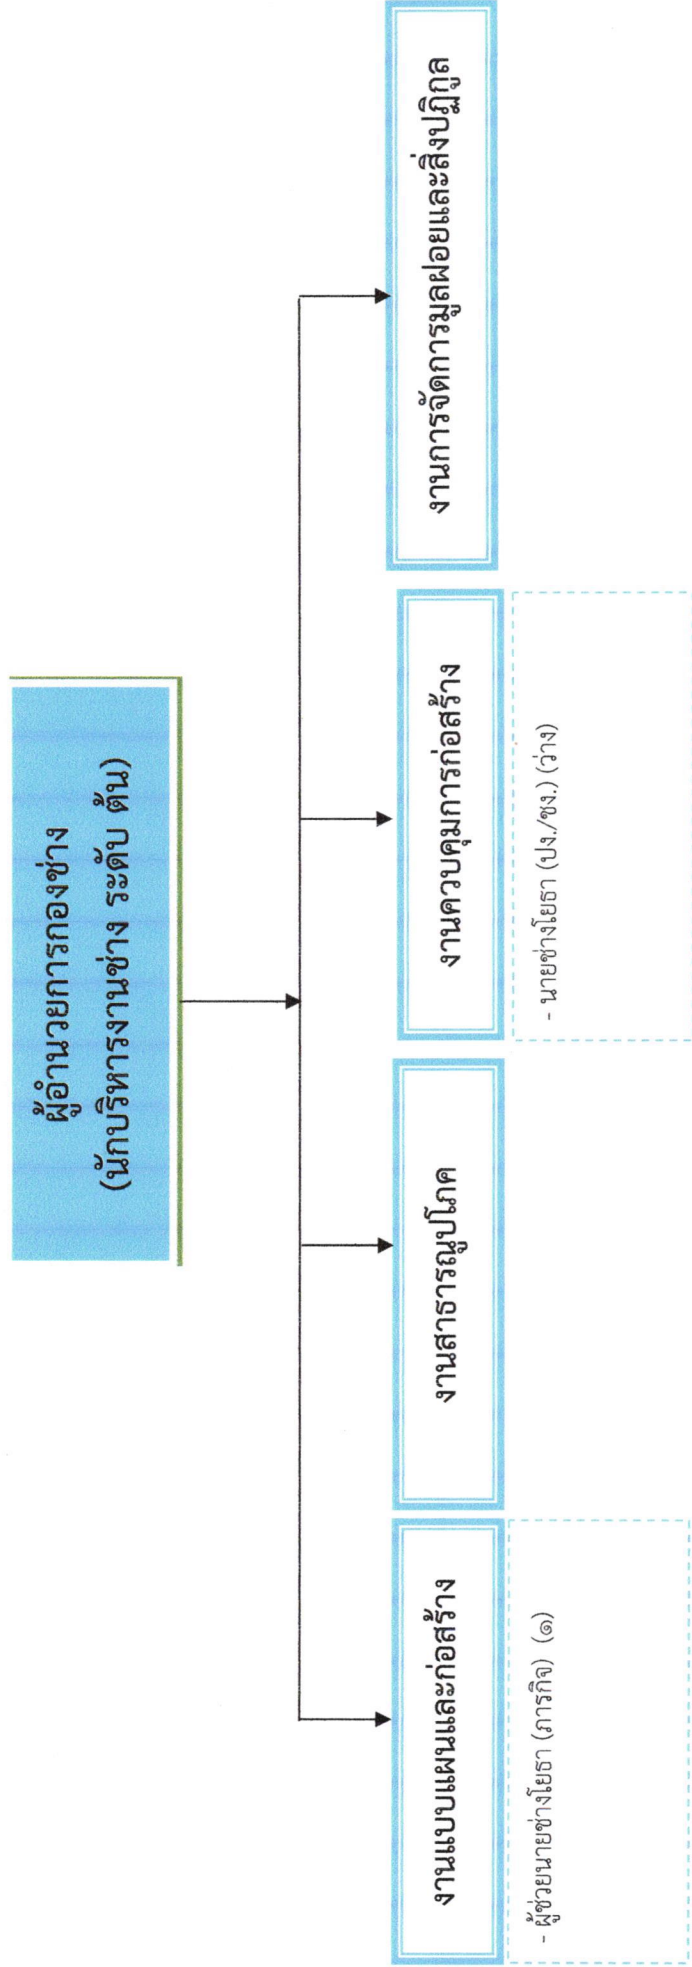 ผู้อำนวยการกองช่าง
(นักบริหารงานช่าง ระดับ ต้น)
งานแบบแผนและก่อสร้าง
- ผู้ช่วยนายช่างโยธา (ภารกิจ) (๑)
งานสาธารณูปโภค
งานควบคุมการก่อสร้าง
- นายช่างโยธา (ปง./ชง.) (ว่าง)
งานการจัดการมูลฝอยและสิ่งปฏิกูล